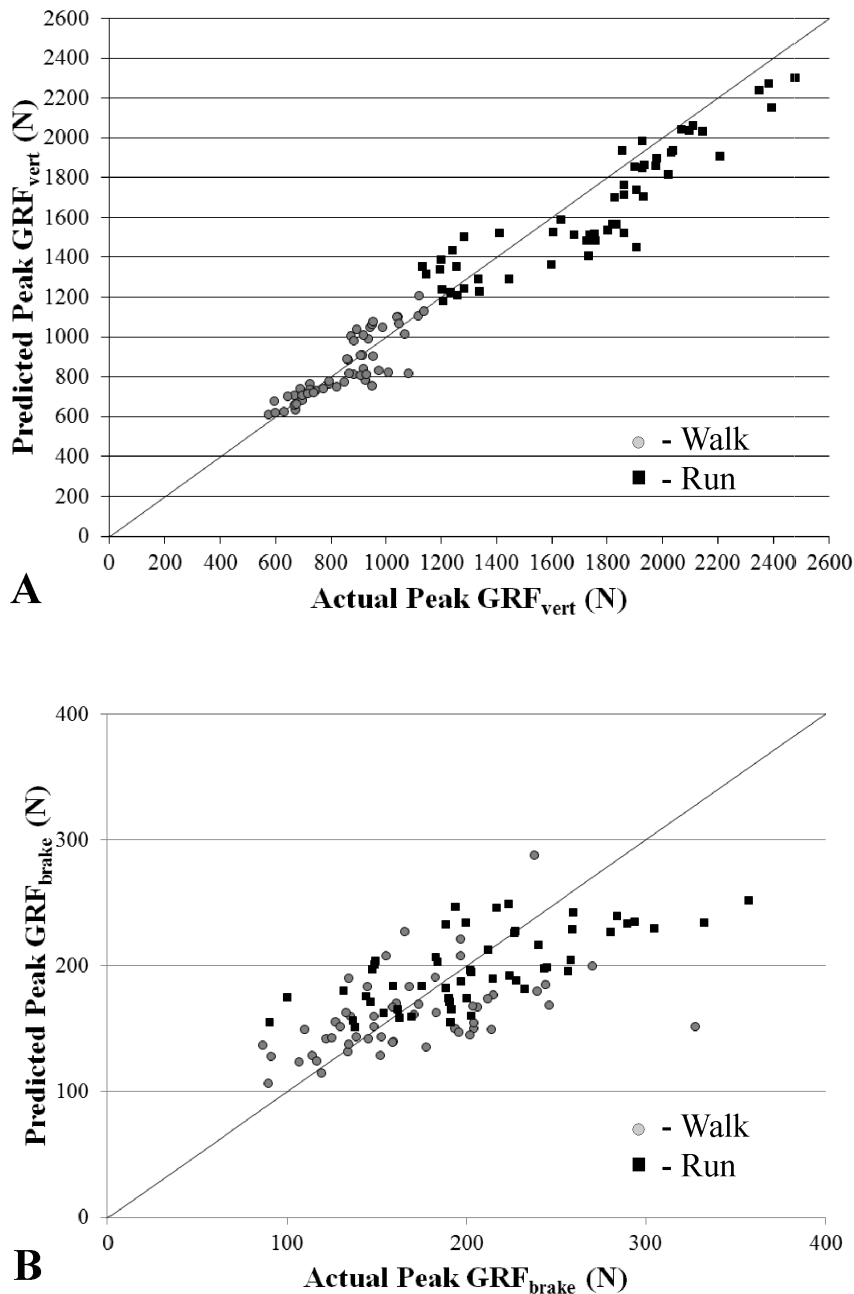 2600
2400
2200
2000
1800
1600
1400
1200
1000
800
600
400
200
0
Predicted Peak GRFvert (N)
- Walk
- Run
0 200 400 600 800 1000 1200 1400 1600 1800 2000 2200 2400 2600
A
Actual Peak GRFvert (N)
400
300
200
100
0
Predicted Peak GRFbrake (N)
- Walk
- Run
0 100 200 300 400
B
Actual Peak GRFbrake (N)